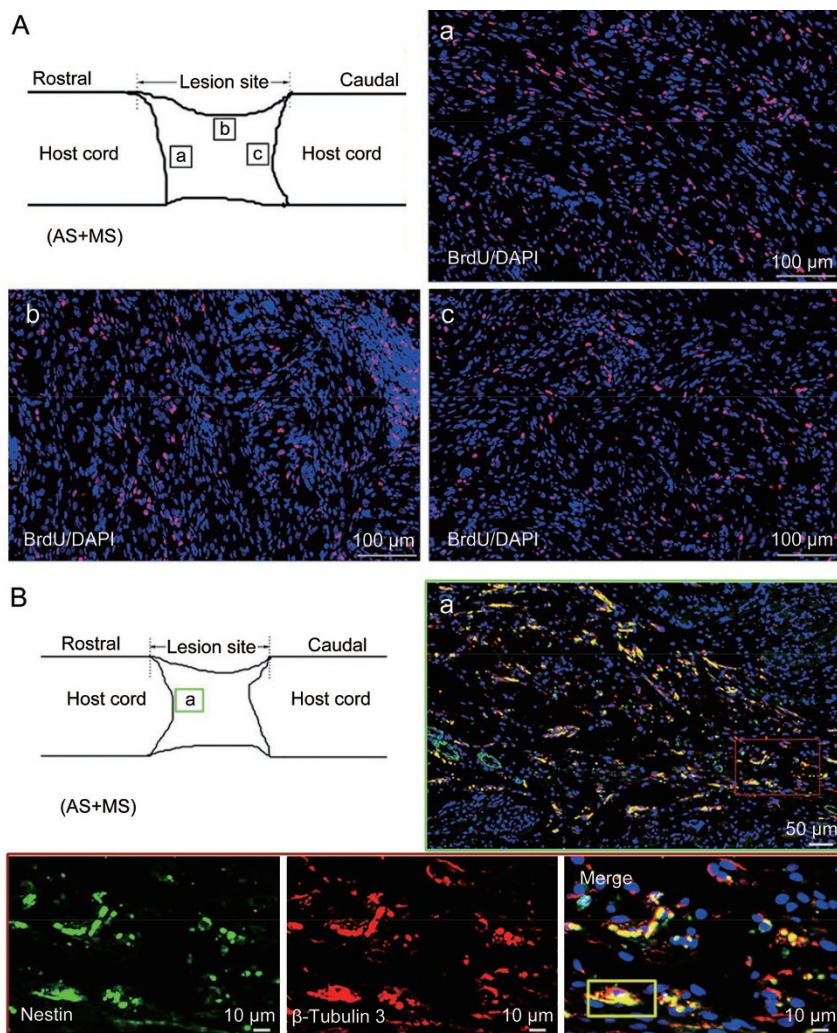 A
Rostral
Lesion site
Caudal
Host cord
a
b
c
Host cord
(AS+MS)
a
BrdU/DAPI
100 µm
b
BrdU/DAPI
100 µm
c
BrdU/DAPI
100 µm
B
Rostral
Lesion site
Caudal
Host cord
a
Host cord
(AS+MS)
a
50 µm
Nestin
10 µm
β-Tubulin 3
10 µm
Merge
10 µm